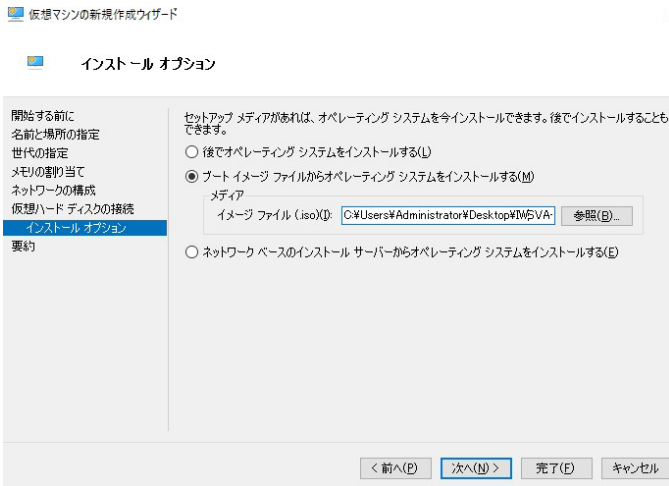 仮想マシンの新規作成ウィザード
インストール オプション
開始する前に
名前と場所の指定
世代の指定
メモリの割り当て
ネットワークの構成
仮想ハード ディスクの接続
インストール オプション
要約
セットアップ メディアがあれば、オペレーティング システムを今インストールできます。後でインストールすることも
できます。
後でオペレーティング システムをインストールする(L)
ブート イメージ ファイルからオペレーティング システムをインストールする(M)
メディア
イメージ ファイル (.iso)(I): C:¥Users¥Administrator¥Desktop¥IWSVA- 参照(B)...
ネットワーク ベースのインストール サーバーからオペレーティング システムをインストールする(E)
< 前へ(P) 次へ(N) > 完了(F) キャンセル